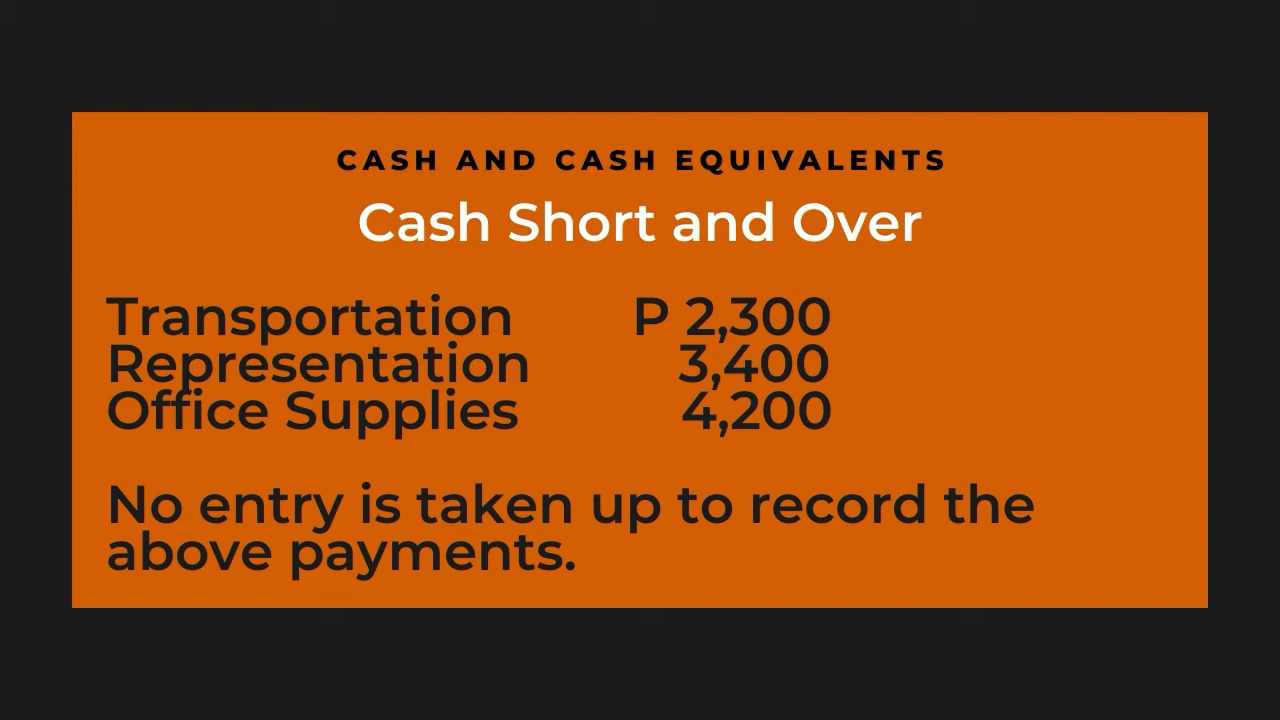 CASH AND CASH EQUIVALENTS
Cash Short and Over
Transportation P 2,300
Representation 3,400
Office Supplies 4,200
No entry is taken up to record the
above payments.